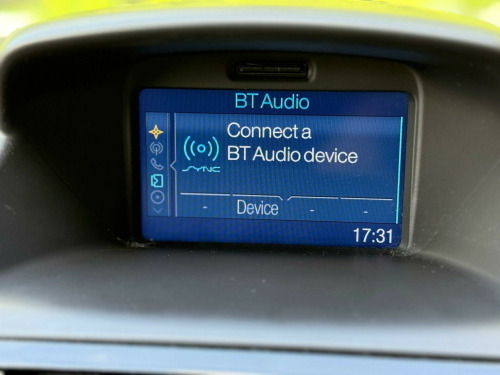 BT Audio
Connect a
BT Audio device
SYNC
- Device - -
17:31